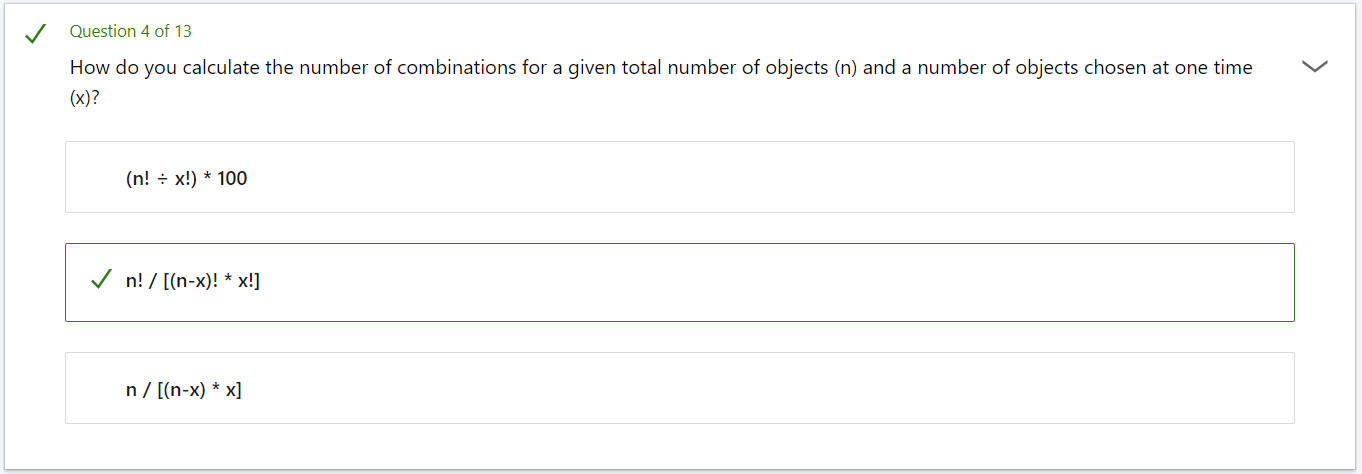 Question 4 of 13
How do you calculate the number of combinations for a given total number of objects (n) and a number of objects chosen at one time
(x)?
(n! ÷ x!) * 100
n! / [(n-x)! * x!]
n / [(n-x) * x]